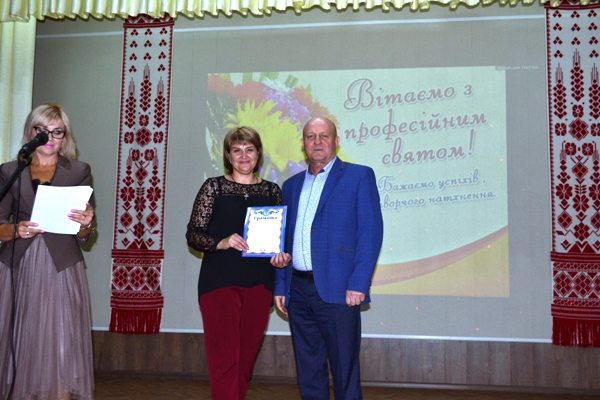 Вітаємо з
професійним
святом!
Бажаємо успіхів,
творчого натхнення.
Грамота